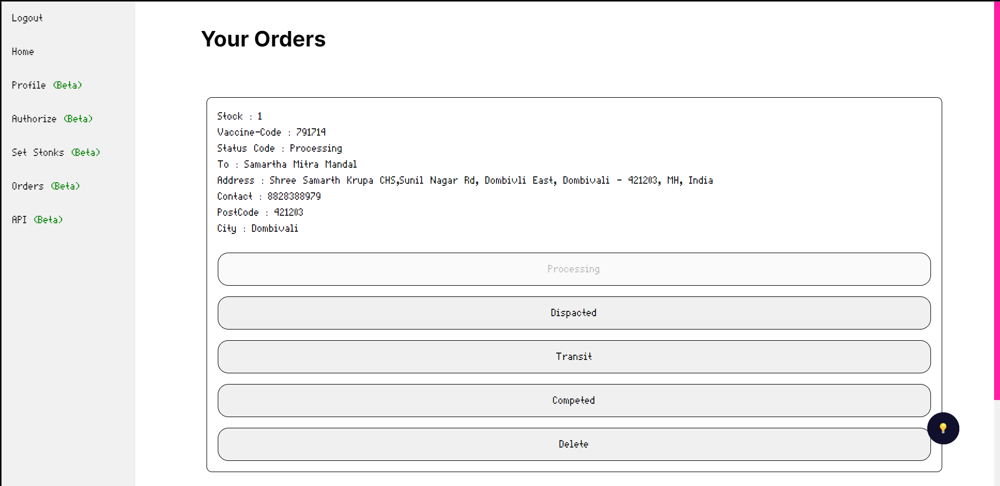 Logout
Home
Profile (Beta)
Authorize (Beta)
Set Stonks (Beta)
Orders (Beta)
API (Beta)
Your Orders
Stock : 1
Vaccine-Code : 791714
Status Code : Processing
To : Samartha Mitra Mandal
Address : Shree Samarth Krupa CHS,Sunil Nagar Rd, Dombivli East, Dombivali - 421203, MH, India
Contact : 8828388979
PostCode : 421203
City : Dombivali
Processing
Dispacted
Transit
Competed
Delete